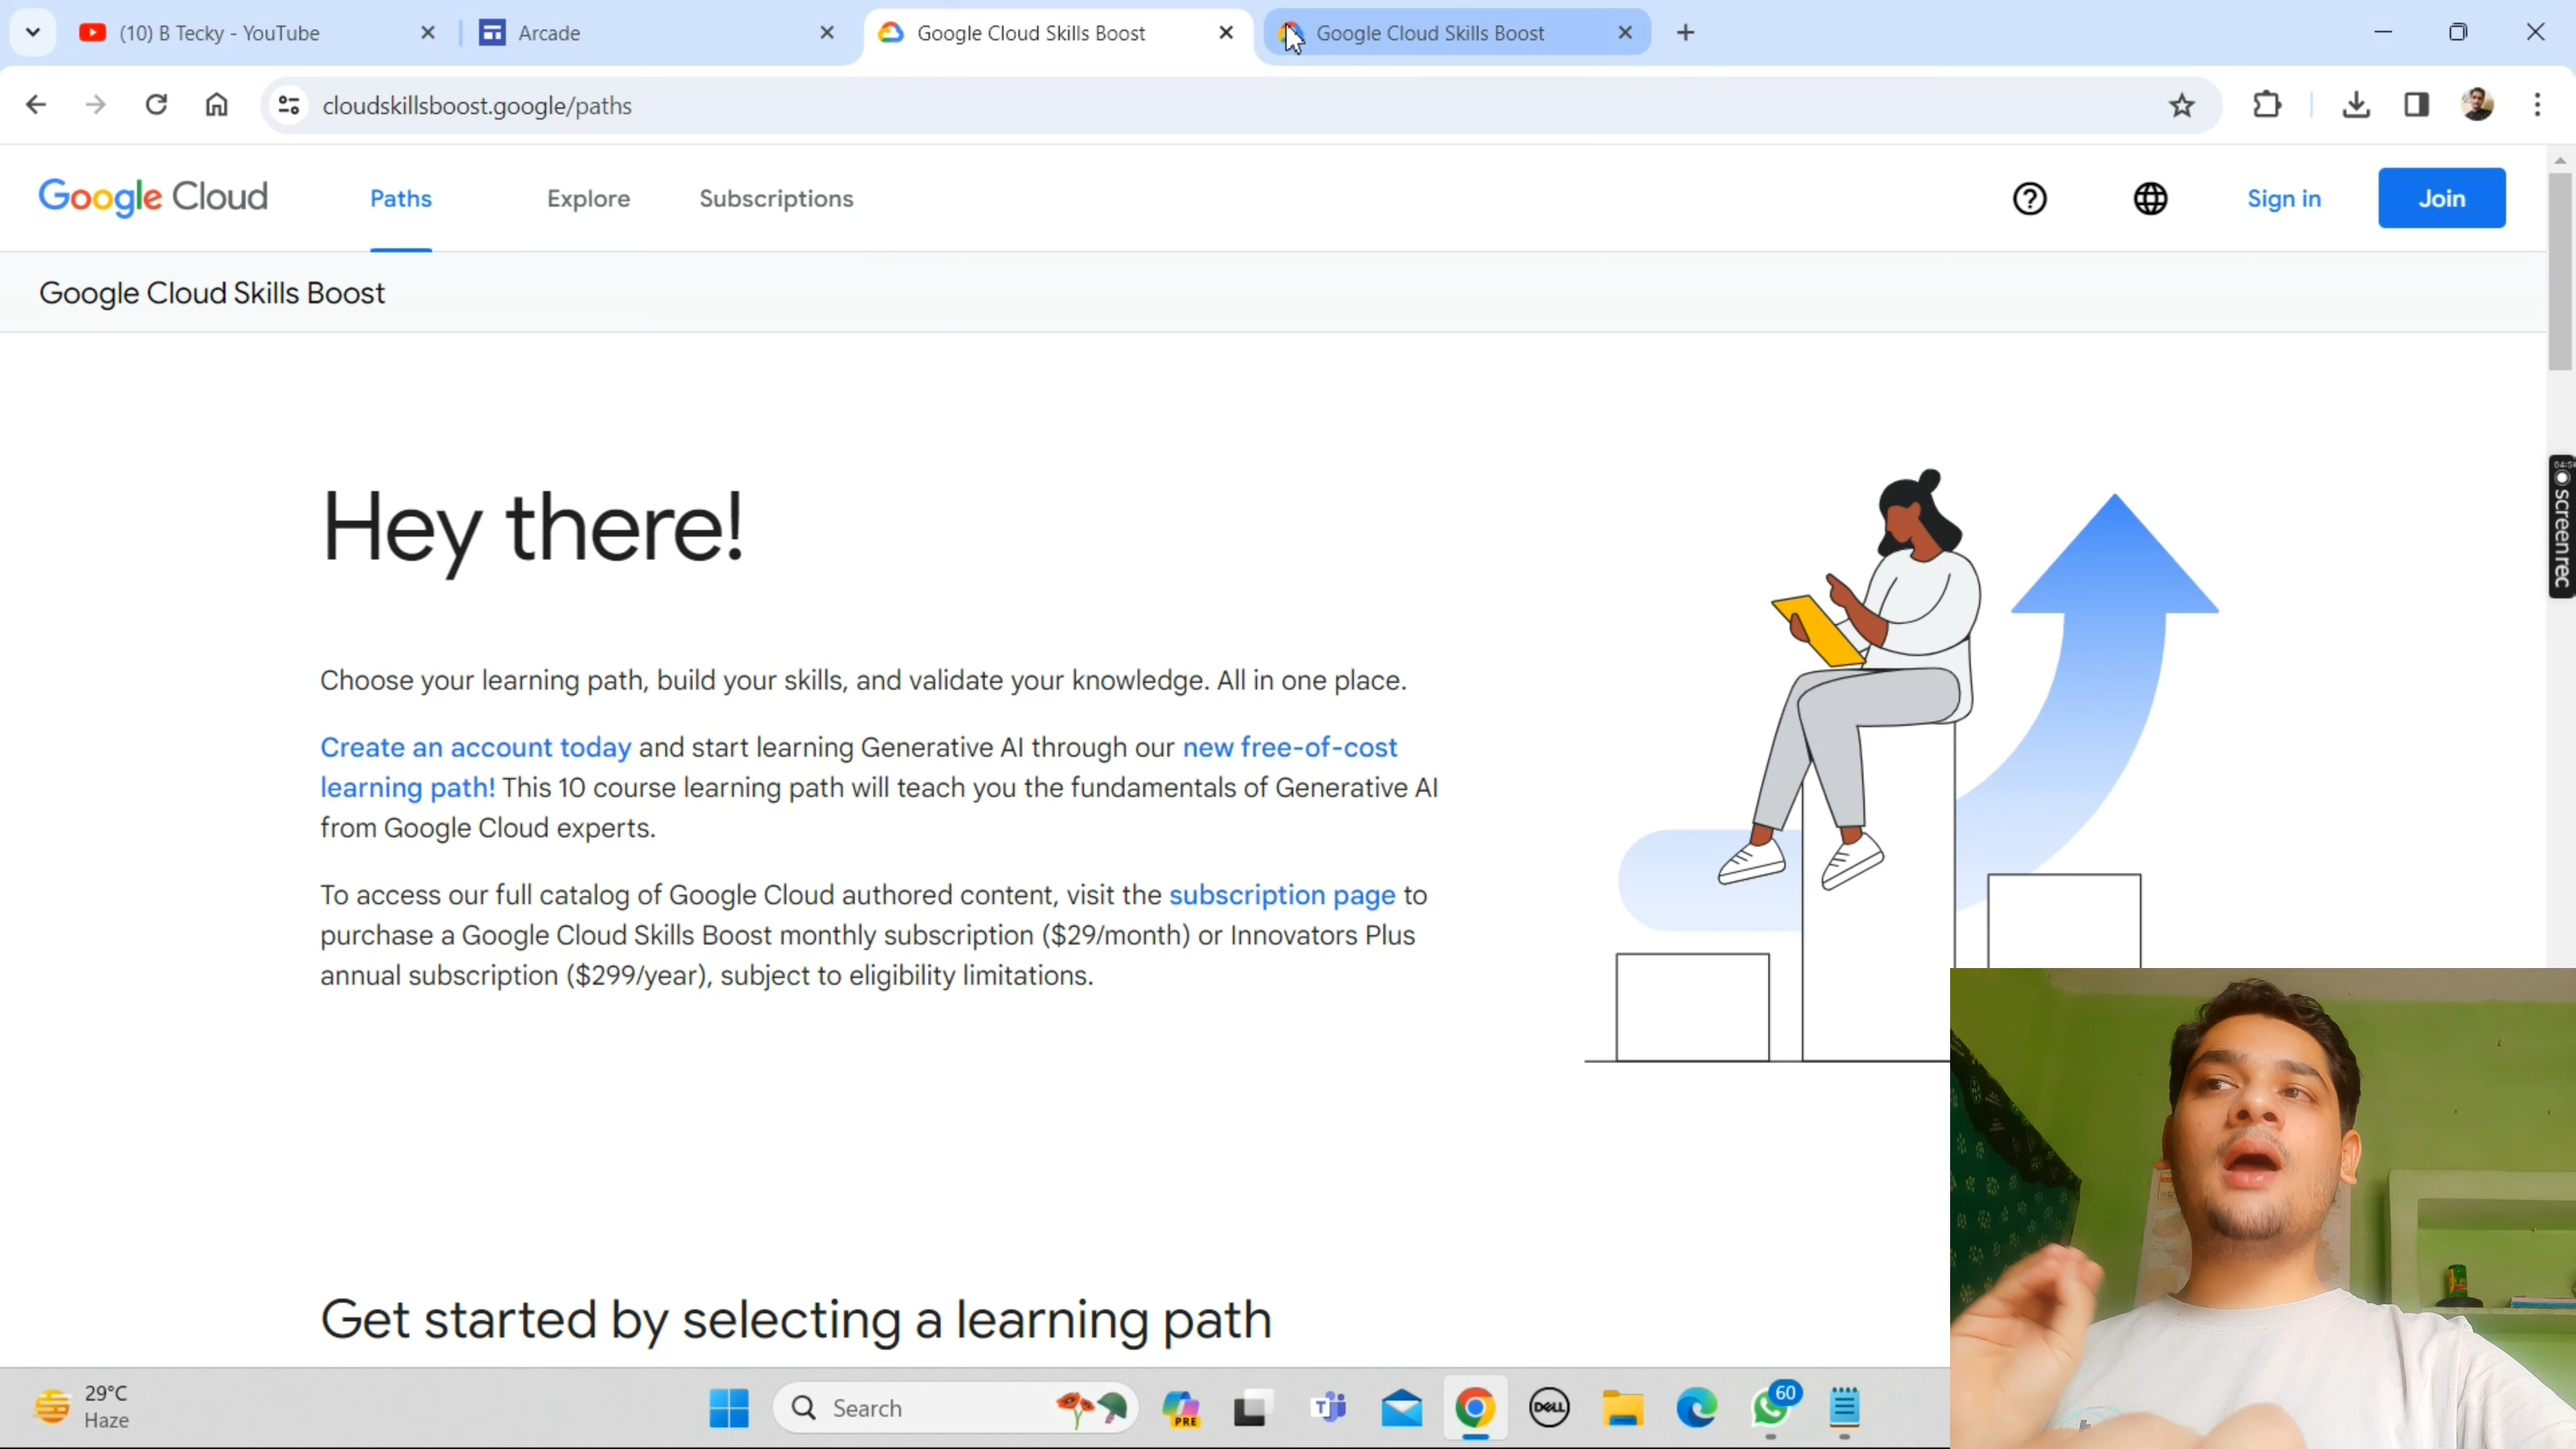 (10) B Tecky - YouTube
Arcade
Google Cloud Skills Boost
Google Cloud Skills Boost
cloudskillsboost.google/paths
Google Cloud
Paths
Explore
Subscriptions
Sign in
Join
Google Cloud Skills Boost
Hey there!
Choose your learning path, build your skills, and validate your knowledge. All in one place.
Create an account today and start learning Generative AI through our new free-of-cost
learning path! This 10 course learning path will teach you the fundamentals of Generative AI
from Google Cloud experts.
To access our full catalog of Google Cloud authored content, visit the subscription page to
purchase a Google Cloud Skills Boost monthly subscription ($29/month) or Innovators Plus
annual subscription ($299/year), subject to eligibility limitations.
Get started by selecting a learning path
screenrec
29°C
Haze
Search
PRE
DELL
60